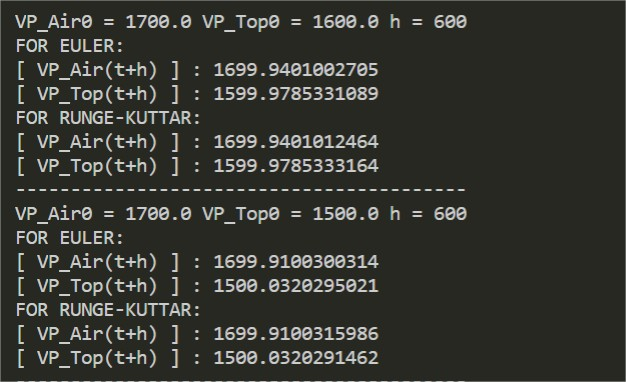 VP_Air0 = 1700.0 VP_Top0 = 1600.0 h = 600
FOR EULER:
[ VP_Air(t+h) ] : 1699.9401002705
[ VP_Top(t+h) ] : 1599.9785331089
FOR RUNGE-KUTTAR:
[ VP_Air(t+h) ] : 1699.9401012464
[ VP_Top(t+h) ] : 1599.9785333164
------------------------------------------
VP_Air0 = 1700.0 VP_Top0 = 1500.0 h = 600
FOR EULER:
[ VP_Air(t+h) ] : 1699.9100300314
[ VP_Top(t+h) ] : 1500.0320295021
FOR RUNGE-KUTTAR:
[ VP_Air(t+h) ] : 1699.9100315986
[ VP_Top(t+h) ] : 1500.0320291462
------------------------------------------